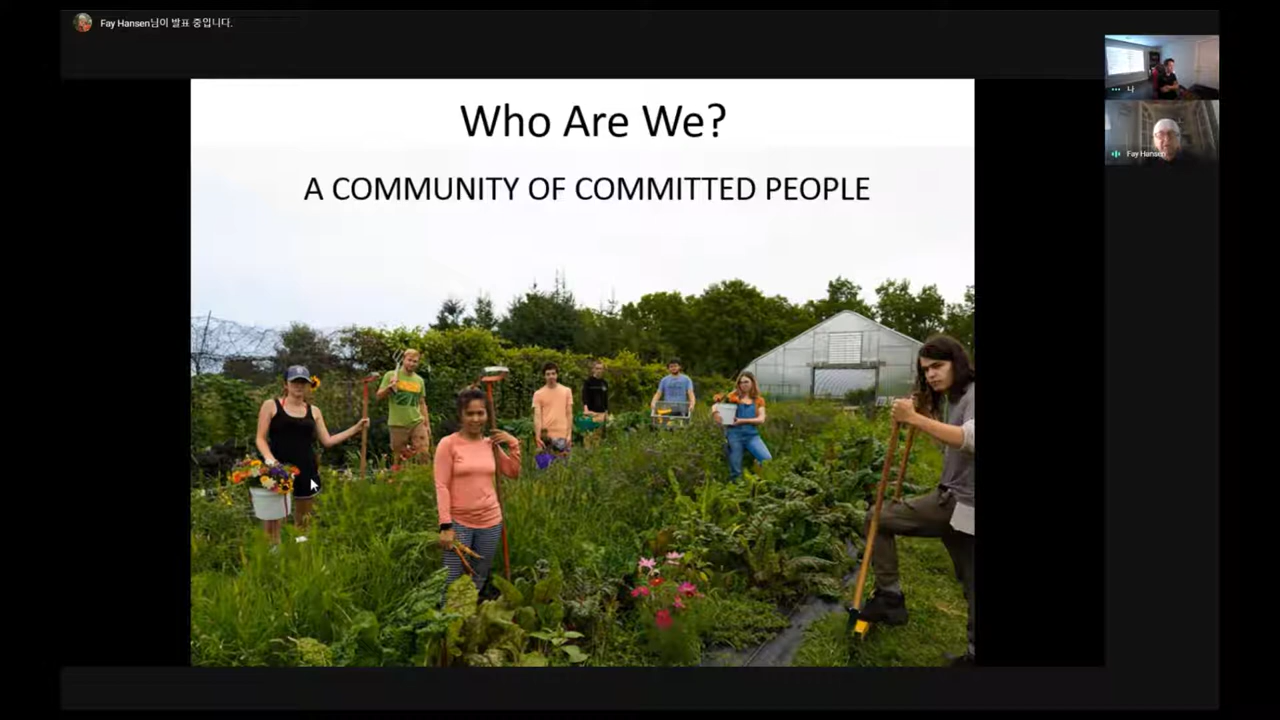 Fay Hansen님이 발표 중입니다.
Who Are We?
A COMMUNITY OF COMMITTED PEOPLE
나
Fay Hansen